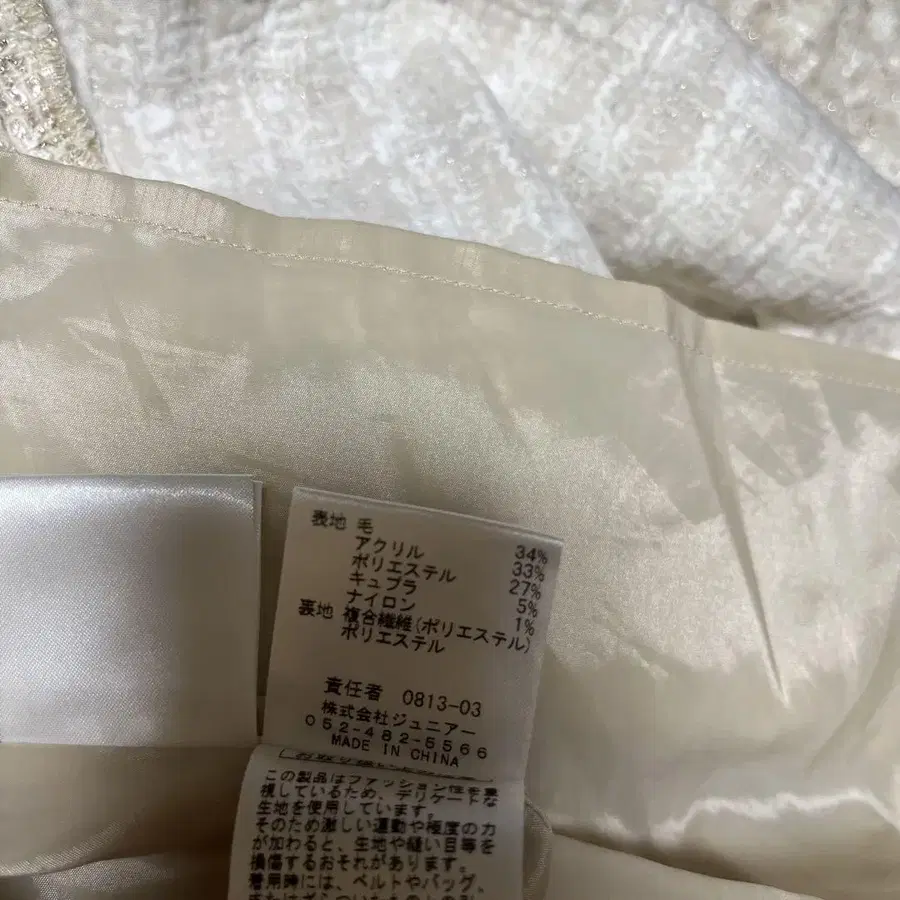 表地 毛 34%
アクリル 33%
ポリエステル 27%
キュプラ 5%
ナイロン 1%
裏地 複合繊維(ポリエステル)
ポリエステル
責任者 0813-03
株式会社ジュニアー
052-482-5566
MADE IN CHINA
この製品はファッション性を重
視しているため、デリケートな
生地を使用しています。
そのため激しい運動や極度の力
が加わると、生地や縫い目等を
損傷するおそれがあります。
着用時には、ベルトやバッグ、